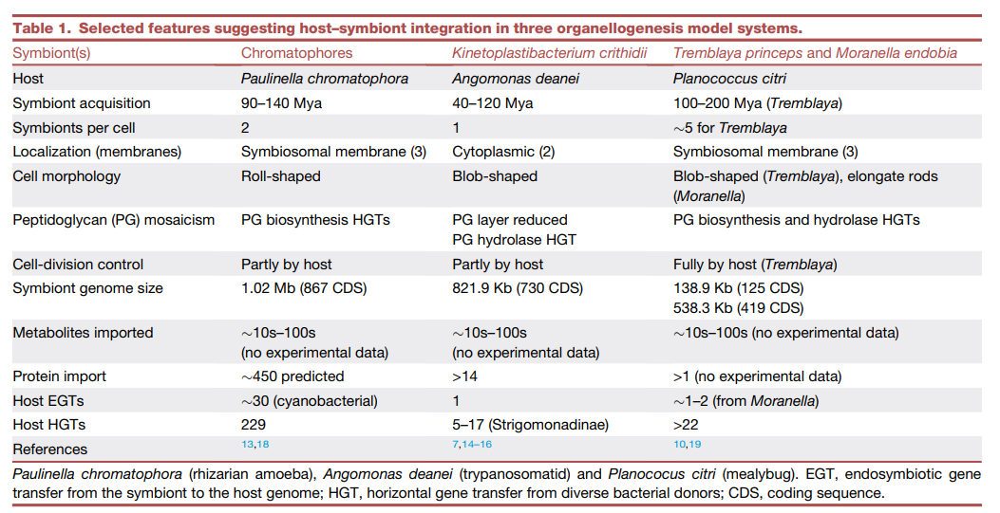 Table 1. Selected features suggesting host–symbiont integration in three organellogenesis model systems.
Symbiont(s) Chromatophores Kinetoplastibacterium crithidii Tremblaya princeps and Moranella endobia
Host Paulinella chromatophora Angomonas deanei Planococcus citri
Symbiont acquisition 90–140 Mya 40–120 Mya 100–200 Mya (Tremblaya)
Symbionts per cell 2 1 ∼5 for Tremblaya
Localization (membranes) Symbiosomal membrane (3) Cytoplasmic (2) Symbiosomal membrane (3)
Cell morphology Roll-shaped Blob-shaped Blob-shaped (Tremblaya), elongate rods
(Moranella)
Peptidoglycan (PG) mosaicism PG biosynthesis HGTs PG layer reduced PG biosynthesis and hydrolase HGTs
PG hydrolase HGT
Cell-division control Partly by host Partly by host Fully by host (Tremblaya)
Symbiont genome size 1.02 Mb (867 CDS) 821.9 Kb (730 CDS) 138.9 Kb (125 CDS)
538.3 Kb (419 CDS)
Metabolites imported ∼10s–100s ∼10s–100s ∼10s–100s (no experimental data)
(no experimental data) (no experimental data)
Protein import ∼450 predicted >14 >1 (no experimental data)
Host EGTs ∼30 (cyanobacterial) 1 ∼1–2 (from Moranella)
Host HGTs 229 5–17 (Strigomonadinae) >22
References 13,18 7,14–16 10,19
Paulinella chromatophora (rhizarian amoeba), Angomonas deanei (trypanosomatid) and Planococus citri (mealybug). EGT, endosymbiotic gene
transfer from the symbiont to the host genome; HGT, horizontal gene transfer from diverse bacterial donors; CDS, coding sequence.